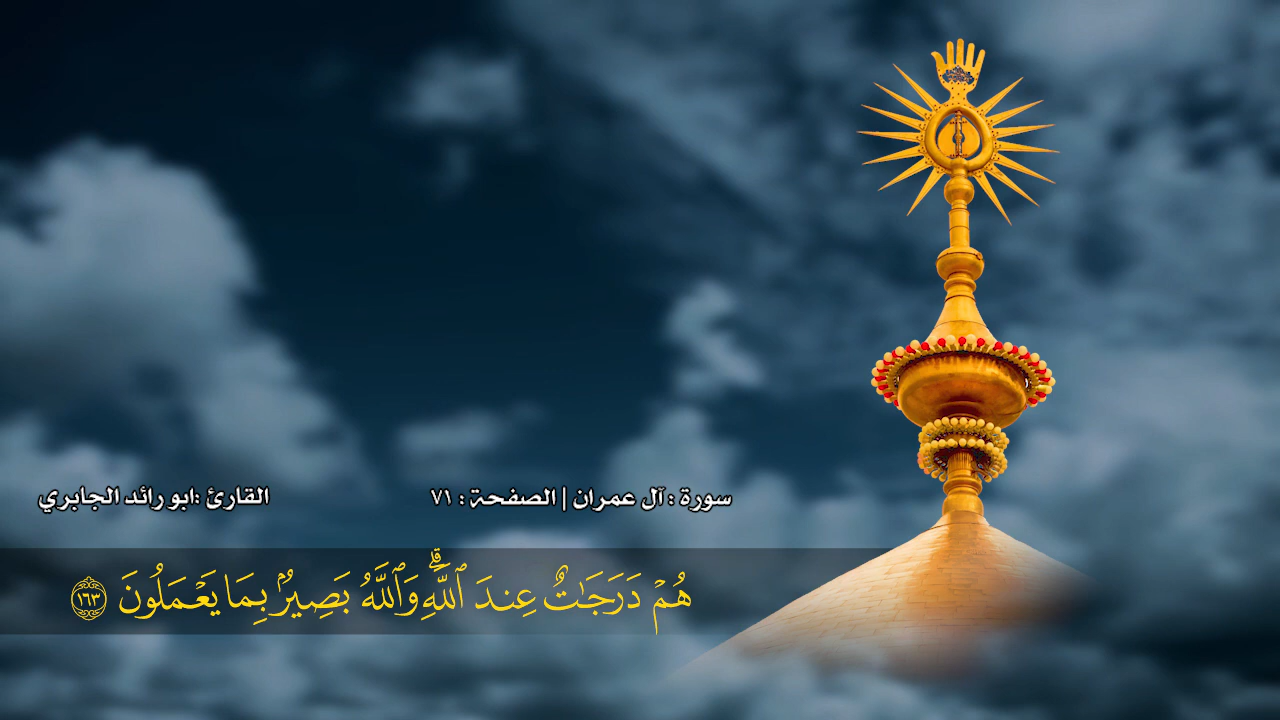 سورة : آل عمران | الصفحة : ٧١
القارئ :ابو رائد الجابري
هُمْ دَرَجَٰتٌ عِندَ ٱللَّهِۗ وَٱللَّهُ بَصِيرُۢ بِمَا يَعْمَلُونَ ١٦٣